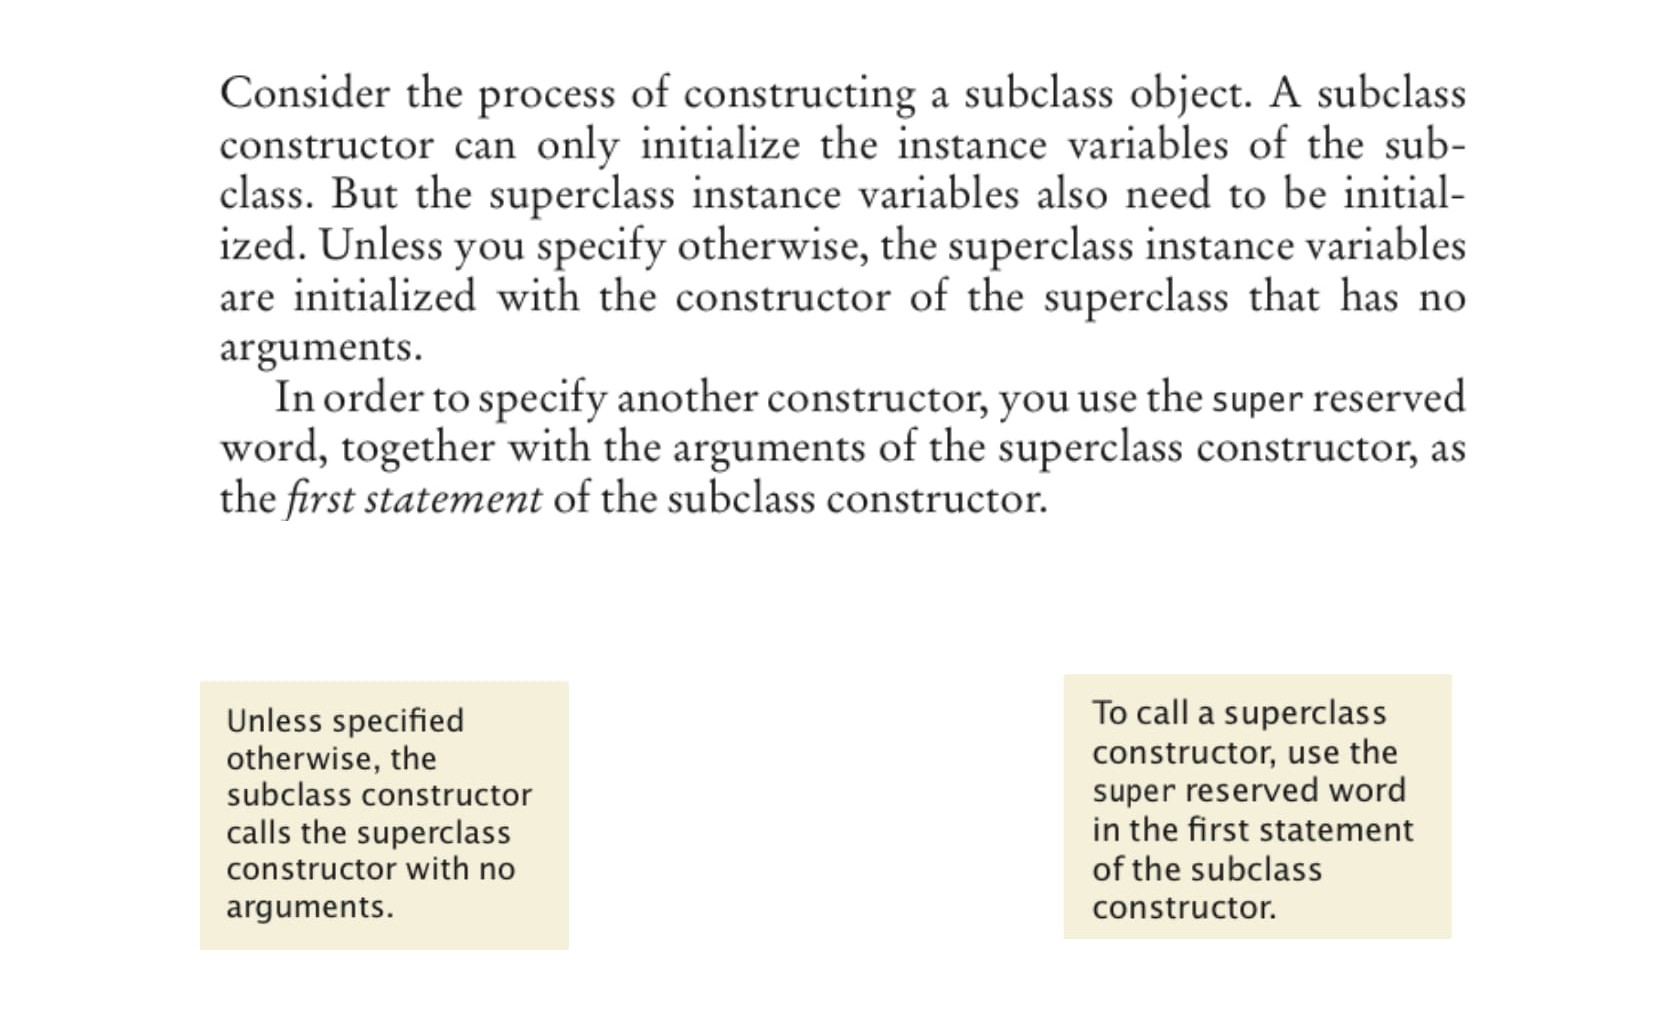 Consider the process of constructing a subclass object. A subclass
constructor can only initialize the instance variables of the sub-
class. But the superclass instance variables also need to be initial-
ized. Unless you specify otherwise, the superclass instance variables
are initialized with the constructor of the superclass that has no
arguments.
In order to specify another constructor, you use the super reserved
word, together with the arguments of the superclass constructor, as
the first statement of the subclass constructor.
Unless specified
otherwise, the
subclass constructor
calls the superclass
constructor with no
arguments.
To call a superclass
constructor, use the
super reserved word
in the first statement
of the subclass
constructor.